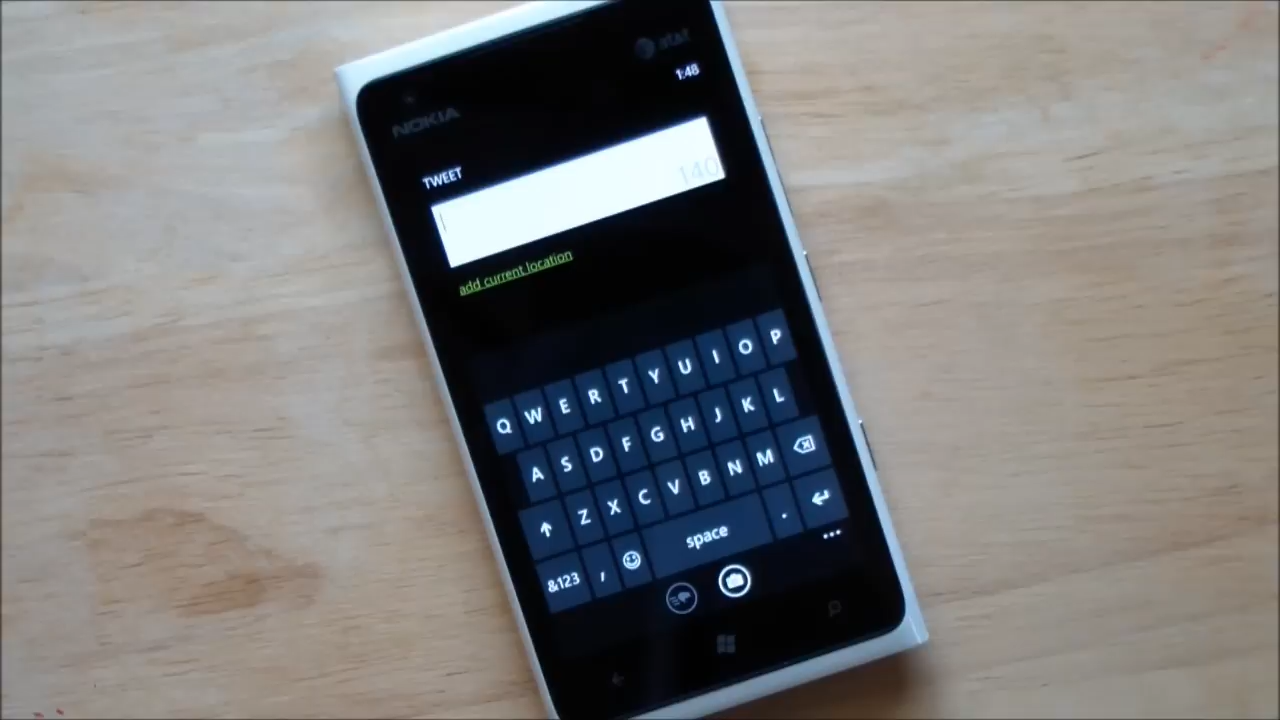 at&t
1:48
NOKIA
TWEET
140
add current location
Q W E R T Y U I O P
A S D F G H J K L
Z X C V B N M
&123 , space .